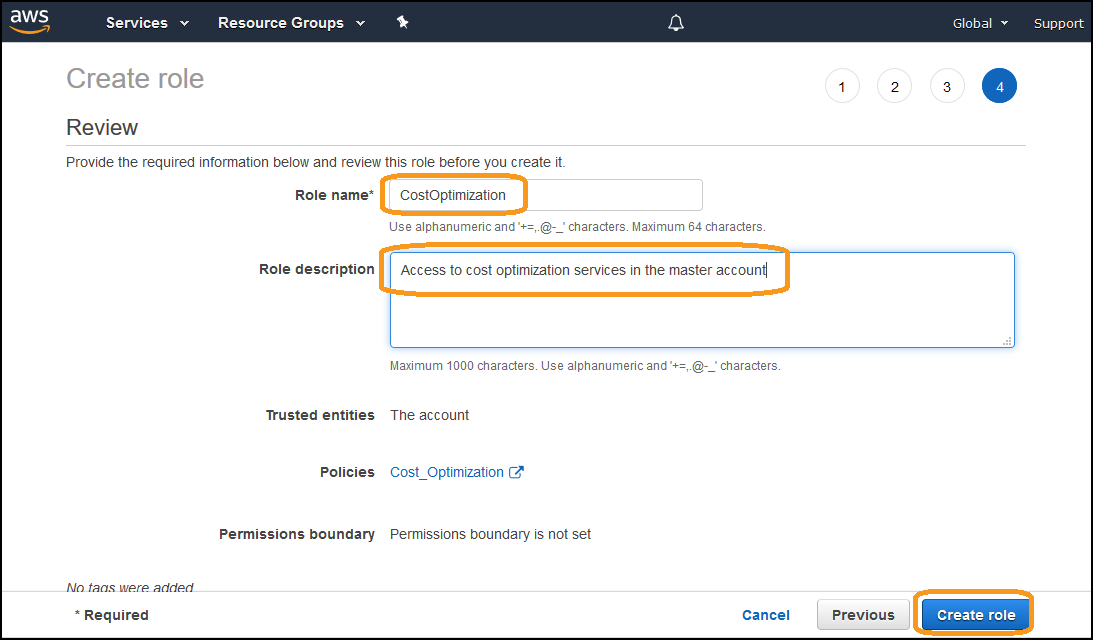 aws Services Resource Groups Global Support
Create role 1 2 3 4
Review
Provide the required information below and review this role before you create it.
Role name* CostOptimization
Use alphanumeric and '+=,.@-_' characters. Maximum 64 characters.
Role description Access to cost optimization services in the master account
Maximum 1000 characters. Use alphanumeric and '+=,.@-_' characters.
Trusted entities The account
Policies Cost_Optimization
Permissions boundary Permissions boundary is not set
No tags were added
* Required Cancel Previous Create role